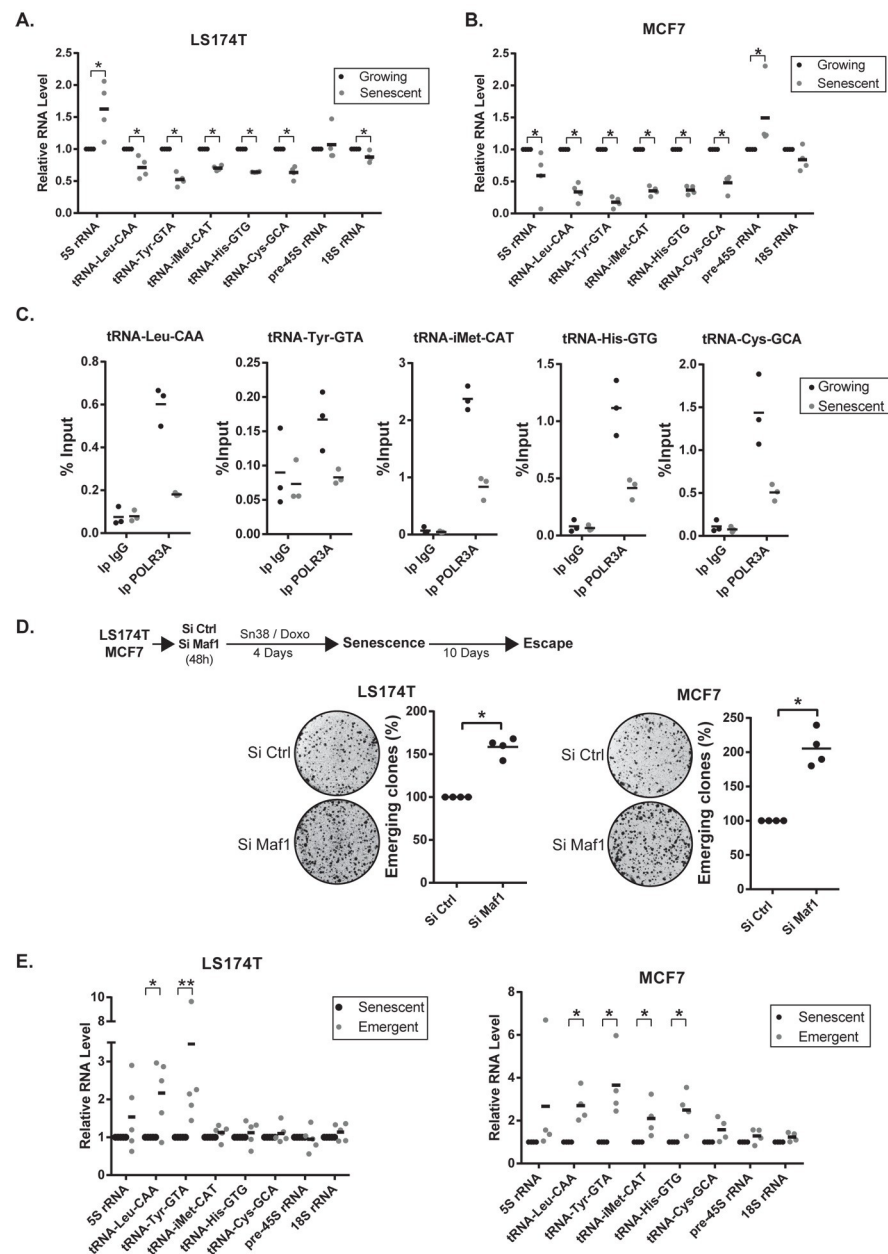 A.
LS174T
Relative RNA Level
2.5
2.0
1.5
1.0
0.5
0.0
*
*
*
*
*
*
*
Growing
Senescent
5S rRNA
tRNA-Leu-CAA
tRNA-Tyr-GTA
tRNA-iMet-CAT
tRNA-His-GTG
tRNA-Cys-GCA
pre-45S rRNA
18S rRNA
B.
MCF7
Relative RNA Level
2.5
2.0
1.5
1.0
0.5
0.0
*
*
*
*
*
*
*
Growing
Senescent
5S rRNA
tRNA-Leu-CAA
tRNA-Tyr-GTA
tRNA-iMet-CAT
tRNA-His-GTG
tRNA-Cys-GCA
pre-45S rRNA
18S rRNA
C.
tRNA-Leu-CAA
% Input
0.8
0.6
0.4
0.2
0.0
Ip IgG
Ip POLR3A
tRNA-Tyr-GTA
% Input
0.25
0.20
0.15
0.10
0.05
0.00
Ip IgG
Ip POLR3A
tRNA-iMet-CAT
%Input
3
2
1
0
Ip IgG
Ip POLR3A
tRNA-His-GTG
%Input
1.5
1.0
0.5
0.0
Ip IgG
Ip POLR3A
tRNA-Cys-GCA
%Input
2.0
1.5
1.0
0.5
0.0
Ip IgG
Ip POLR3A
Growing
Senescent
D.
LS174T
MCF7
Si Ctrl
Si Maf1
(48h)
Sn38 / Doxo
4 Days
Senescence
10 Days
Escape
LS174T
Si Ctrl
Si Maf1
Emerging clones (%)
200
150
100
50
0
*
Si Ctrl
Si Maf1
MCF7
Si Ctrl
Si Maf1
Emerging clones (%)
250
200
150
100
50
0
*
Si Ctrl
Si Maf1
E.
LS174T
Relative RNA Level
10
8
3
2
1
0
*
**
Senescent
Emergent
5S rRNA
tRNA-Leu-CAA
tRNA-Tyr-GTA
tRNA-iMet-CAT
tRNA-His-GTG
tRNA-Cys-GCA
pre-45S rRNA
18S rRNA
MCF7
Relative RNA Level
8
6
4
2
0
*
*
*
*
Senescent
Emergent
5S rRNA
tRNA-Leu-CAA
tRNA-Tyr-GTA
tRNA-iMet-CAT
tRNA-His-GTG
tRNA-Cys-GCA
pre-45S rRNA
18S rRNA